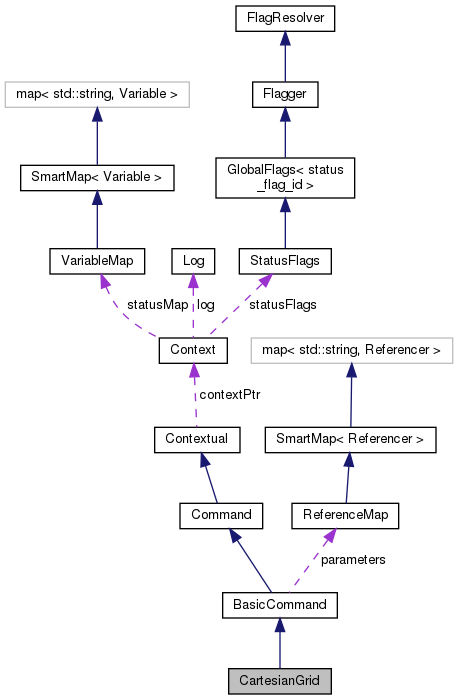 FlagResolver
map< std::string, Variable >
Flagger
SmartMap< Variable >
GlobalFlags< status
_flag_id >
VariableMap
Log
StatusFlags
statusMap
log
statusFlags
Context
map< std::string, Referencer >
contextPtr
Contextual
SmartMap< Referencer >
Command
ReferenceMap
parameters
BasicCommand
CartesianGrid